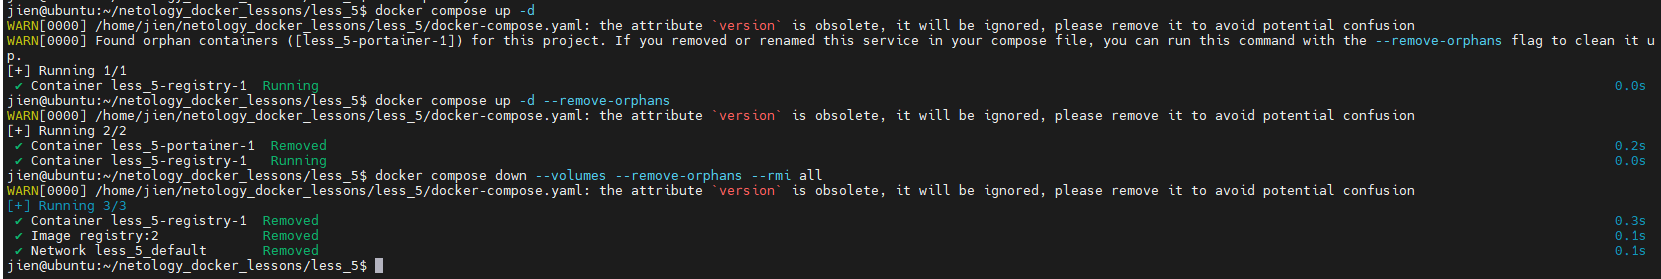 jien@ubuntu:~/netology_docker_lessons/less_5$ docker compose up -d
WARN[0000] /home/jien/netology_docker_lessons/less_5/docker-compose.yaml: the attribute `version` is obsolete, it will be ignored, please remove it to avoid potential confusion
WARN[0000] Found orphan containers ([less_5-portainer-1]) for this project. If you removed or renamed this service in your compose file, you can run this command with the --remove-orphans flag to clean it u
p.
[+] Running 1/1
✔ Container less_5-registry-1  Running 0.0s
jien@ubuntu:~/netology_docker_lessons/less_5$ docker compose up -d --remove-orphans
WARN[0000] /home/jien/netology_docker_lessons/less_5/docker-compose.yaml: the attribute `version` is obsolete, it will be ignored, please remove it to avoid potential confusion
[+] Running 2/2
✔ Container less_5-portainer-1  Removed 0.2s
✔ Container less_5-registry-1   Running 0.0s
jien@ubuntu:~/netology_docker_lessons/less_5$ docker compose down --volumes --remove-orphans --rmi all
WARN[0000] /home/jien/netology_docker_lessons/less_5/docker-compose.yaml: the attribute `version` is obsolete, it will be ignored, please remove it to avoid potential confusion
[+] Running 3/3
✔ Container less_5-registry-1  Removed 0.3s
✔ Image registry:2             Removed 0.1s
✔ Network less_5_default       Removed 0.1s
jien@ubuntu:~/netology_docker_lessons/less_5$